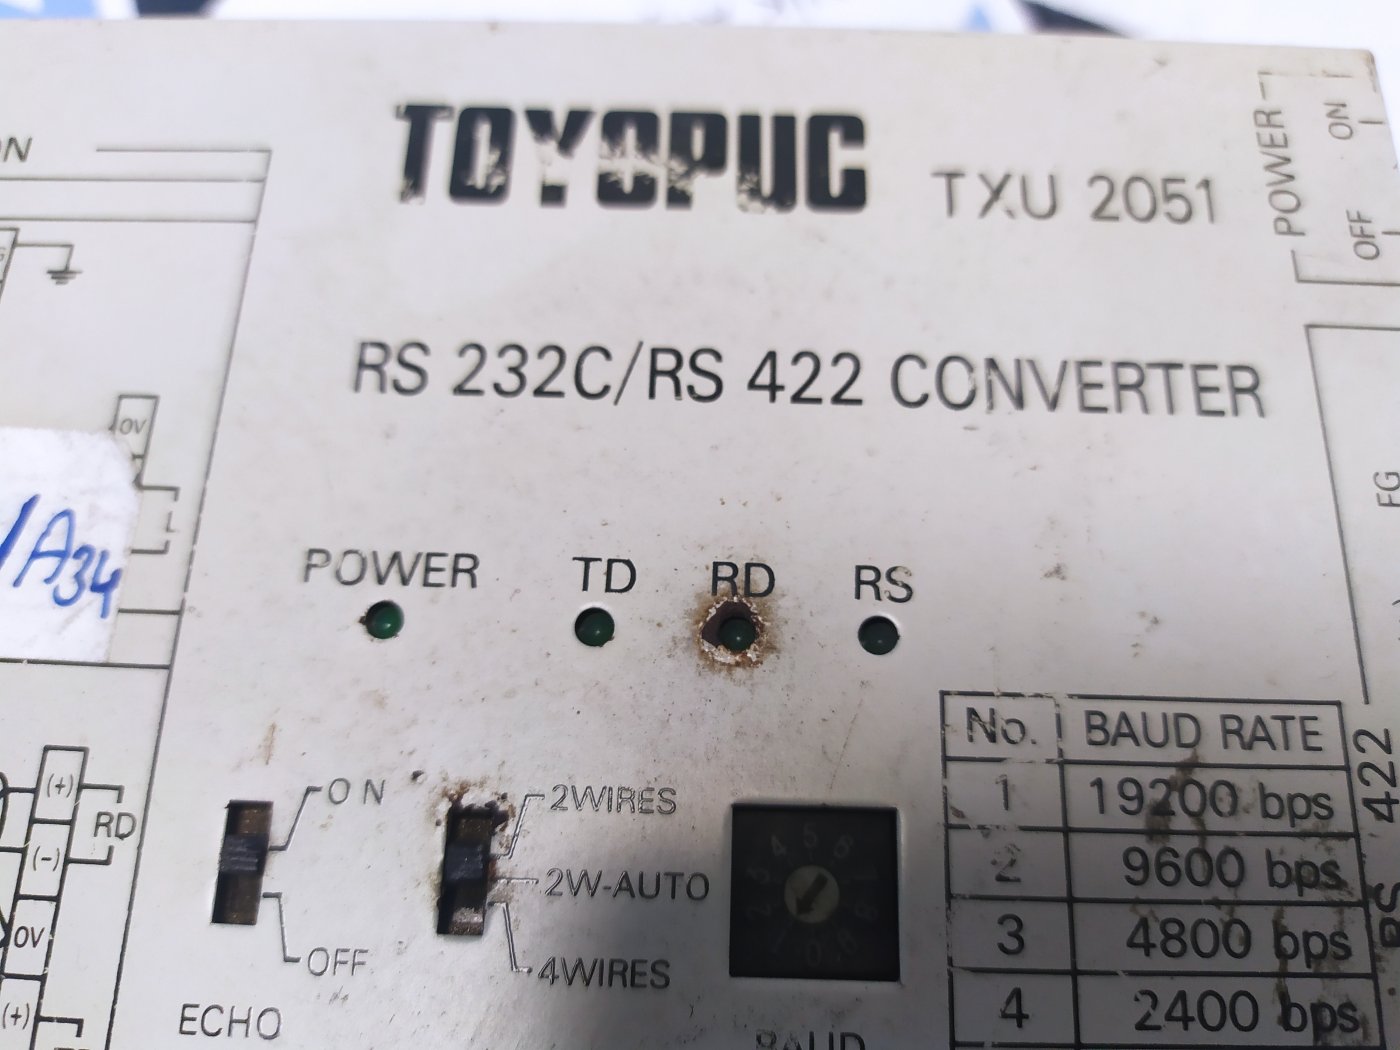 TOYOPUC TXU 2051
POWER
ON
OFF
RS 232C/RS 422 CONVERTER
0V
/A34
POWER TD RD RS
ON
OFF
ECHO
2WIRES
2W-AUTO
4WIRES
No. BAUD RATE
1 19200 bps
2 9600 bps
3 4800 bps
4 2400 bps
FG
RS 422
(+)
RD
(-)
0V
(+)